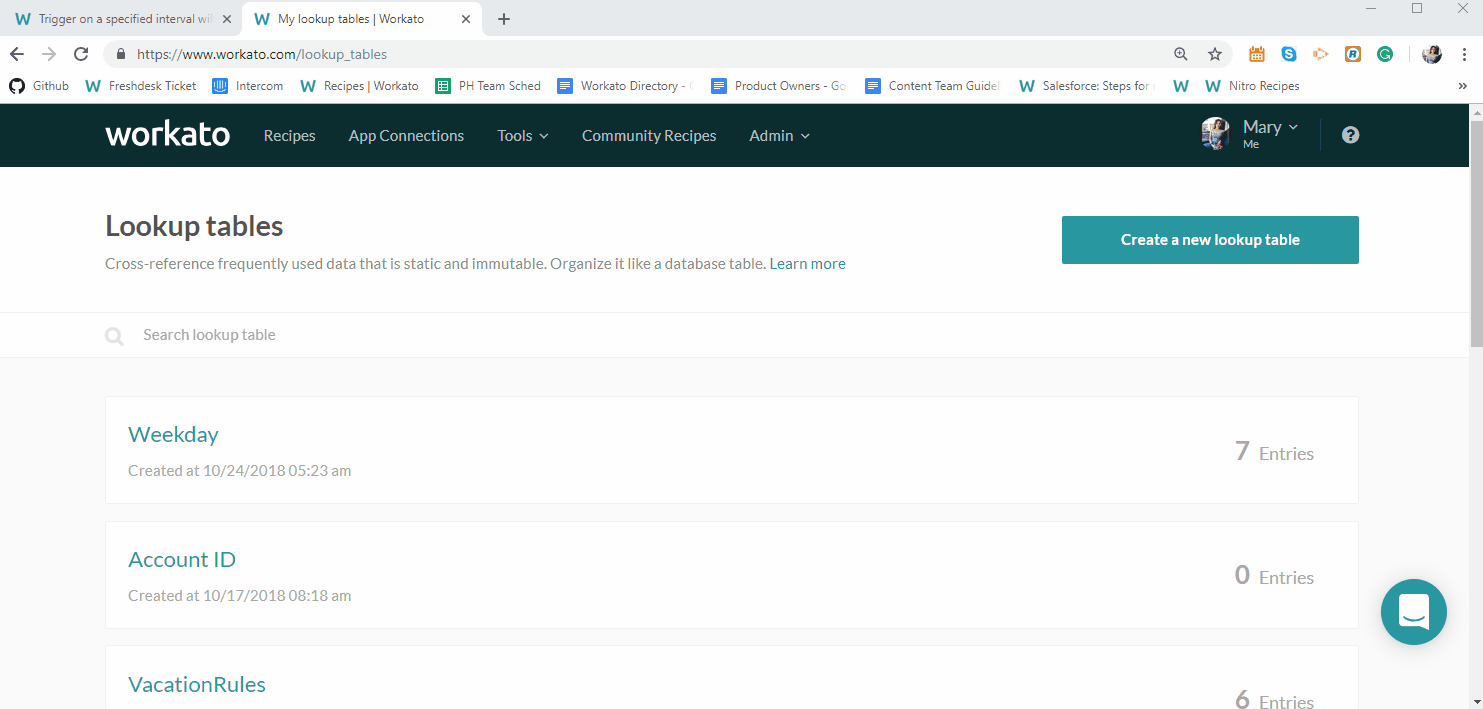 Trigger on a specified interval wil
My lookup tables | Workato
https://www.workato.com/lookup_tables
Github Freshdesk Ticket Intercom Recipes | Workato PH Team Sched Workato Directory - Product Owners - Go Content Team Guidel Salesforce: Steps for Nitro Recipes
workato Recipes App Connections Tools Community Recipes Admin Mary
Me
Lookup tables
Create a new lookup table
Cross-reference frequently used data that is static and immutable. Organize it like a database table. Learn more
Search lookup table
Weekday
7 Entries
Created at 10/24/2018 05:23 am
Account ID
0 Entries
Created at 10/17/2018 08:18 am
VacationRules
6 Entries